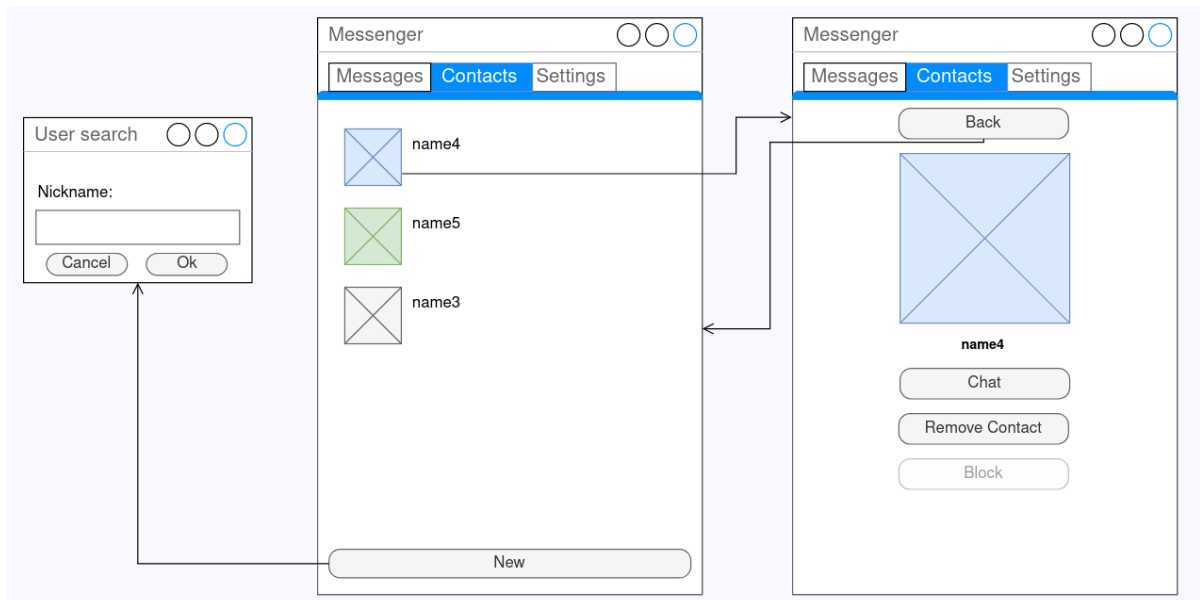 User search
Nickname:
Cancel
Ok
Messenger
Messages Contacts Settings
name4
name5
name3
New
Messenger
Messages Contacts Settings
Back
name4
Chat
Remove Contact
Block